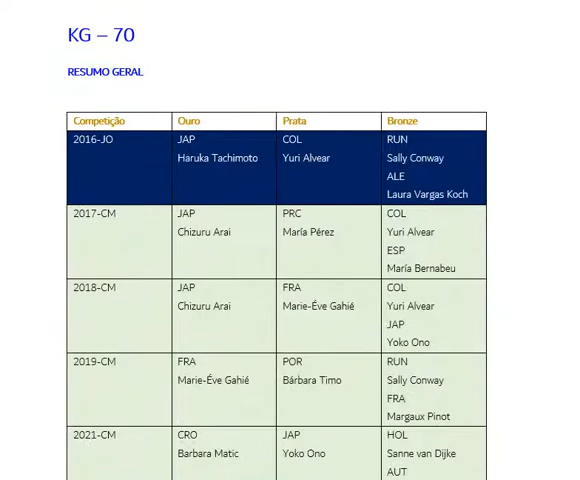 KG – 70
RESUMO GERAL
Competição Ouro Prata Bronze
2016-JO JAP COL RUN
Haruka Tachimoto Yuri Alvear Sally Conway
ALE
Laura Vargas Koch
2017-CM JAP PRC COL
Chizuru Arai María Pérez Yuri Alvear
ESP
María Bernabeu
2018-CM JAP FRA COL
Chizuru Arai Marie-Éve Gahié Yuri Alvear
JAP
Yoko Ono
2019-CM FRA POR RUN
Marie-Éve Gahié Bárbara Timo Sally Conway
FRA
Margaux Pinot
2021-CM CRO JAP HOL
Barbara Matic Yoko Ono Sanne van Dijke
AUT